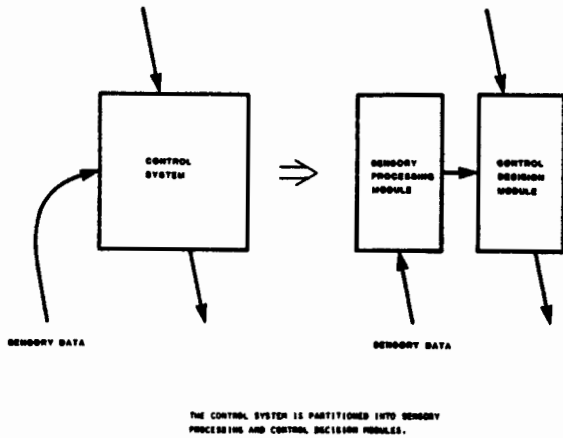 CONTROL
SYSTEM
SENSORY
PROCESSING
MODULE
CONTROL
DECISION
MODULE
SENSORY DATA
SENSORY DATA
THE CONTROL SYSTEM IS PARTITIONED INTO SENSORY
PROCESSING AND CONTROL DECISION MODULES.